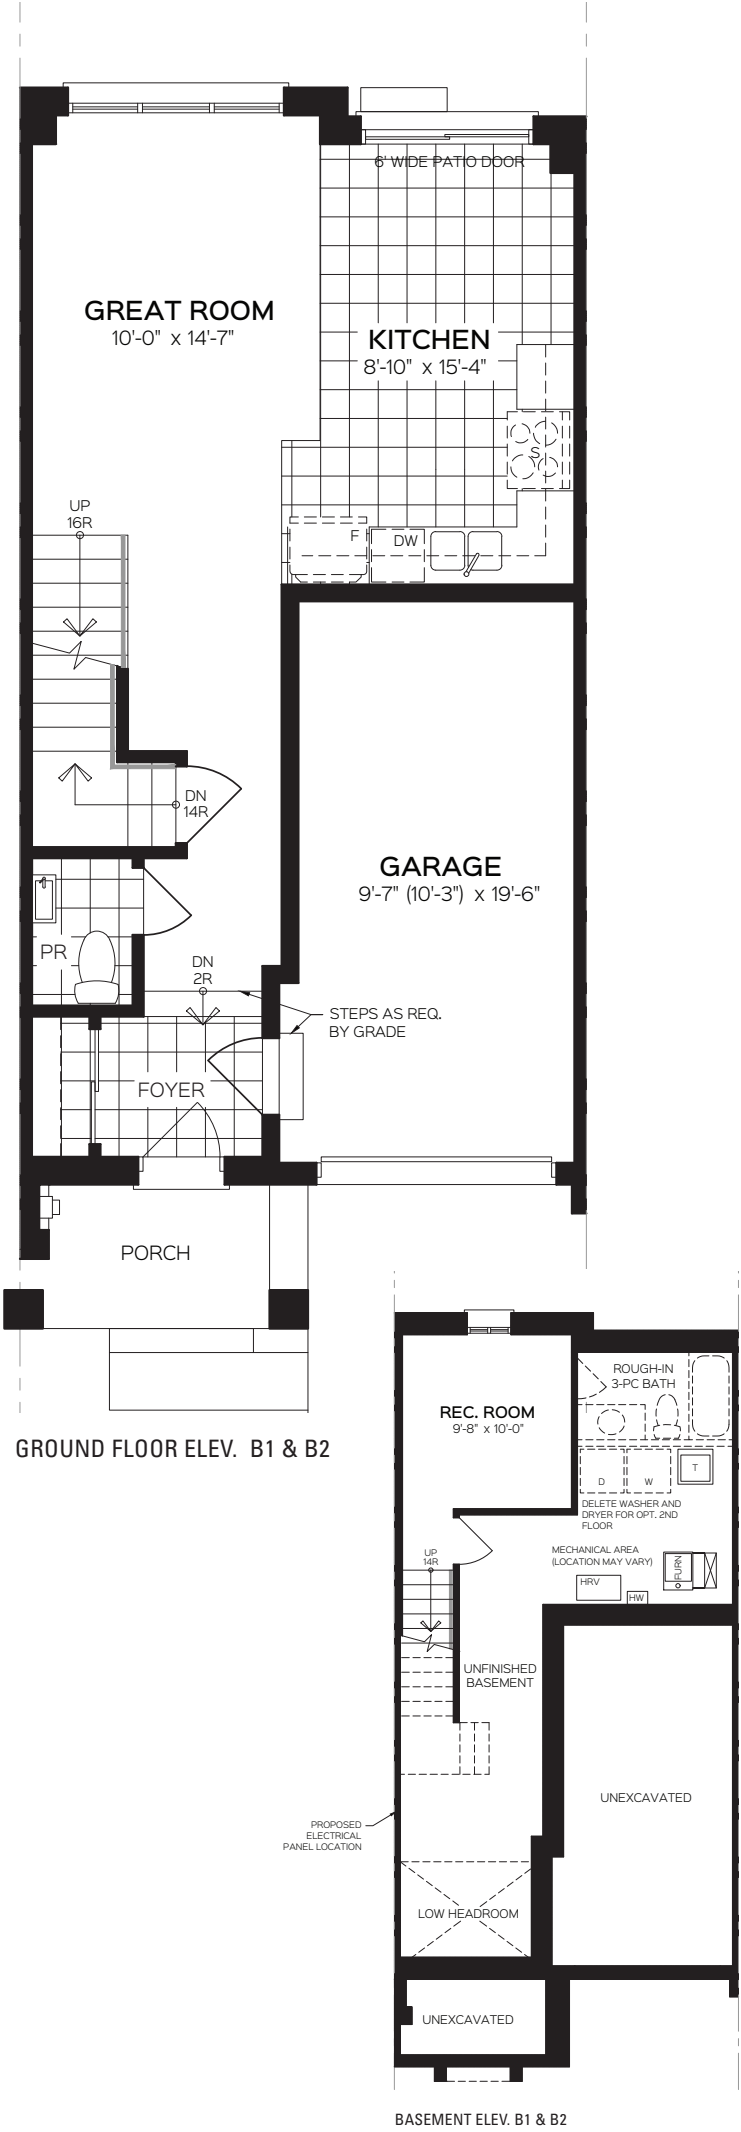 6' WIDE PATIO DOOR
GREAT ROOM
10'-0" x 14'-7"
KITCHEN
8'-10" x 15'-4"
S
UP
16R
F
DW
DN
14R
GARAGE
9'-7" (10'-3") x 19'-6"
PR
DN
2R
STEPS AS REQ.
BY GRADE
FOYER
PORCH
GROUND FLOOR ELEV. B1 & B2
ROUGH-IN
3-PC BATH
REC. ROOM
9'-8" x 10'-0"
D
W
T
DELETE WASHER AND
DRYER FOR OPT. 2ND
FLOOR
MECHANICAL AREA
(LOCATION MAY VARY)
UP
14R
FURN
HRV
HW
UNFINISHED
BASEMENT
UNEXCAVATED
PROPOSED
ELECTRICAL
PANEL LOCATION
LOW HEADROOM
UNEXCAVATED
BASEMENT ELEV. B1 & B2